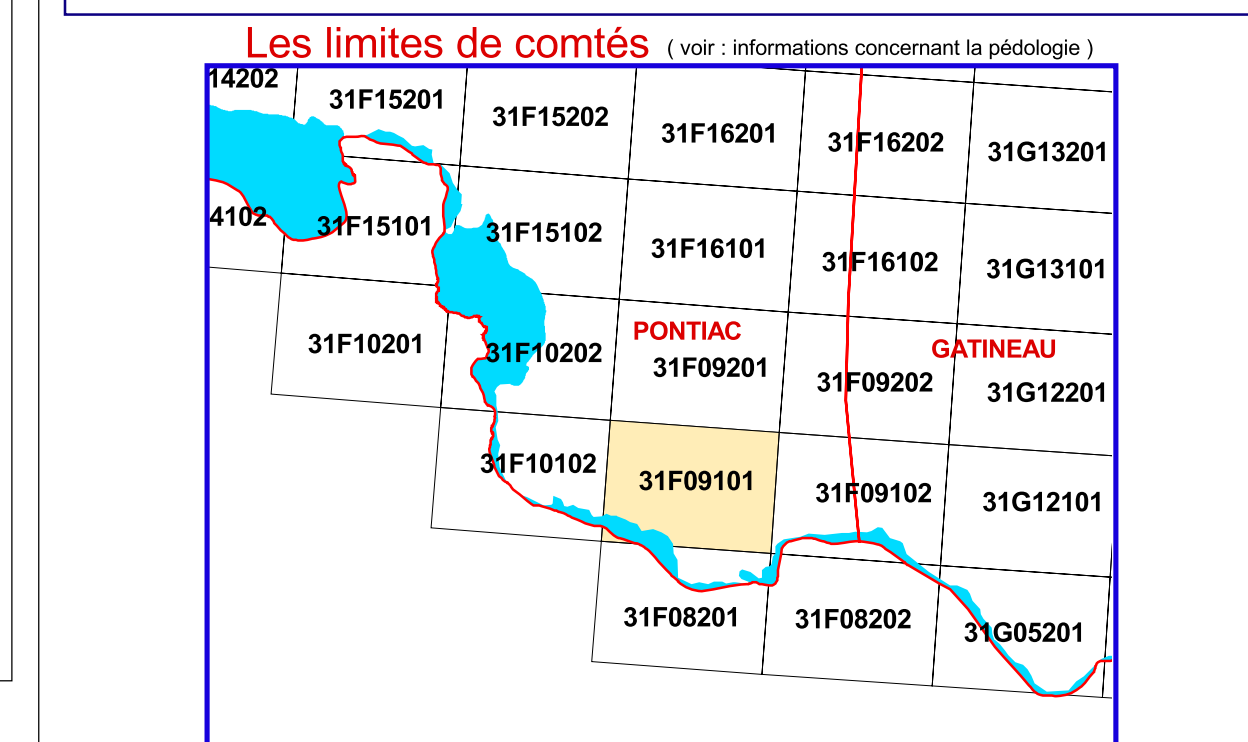 Les limites de comtés ( voir : informations concernant la pédologie )
14202
31F15201
31F15202
31F16201
31F16202
31G13201
4102
31F15101
31F15102
31F16101
31F16102
31G13101
31F10201
31F10202
PONTIAC
31F09201
31F09202
GATINEAU
31G12201
31F10102
31F09101
31F09102
31G12101
31F08201
31F08202
31G05201